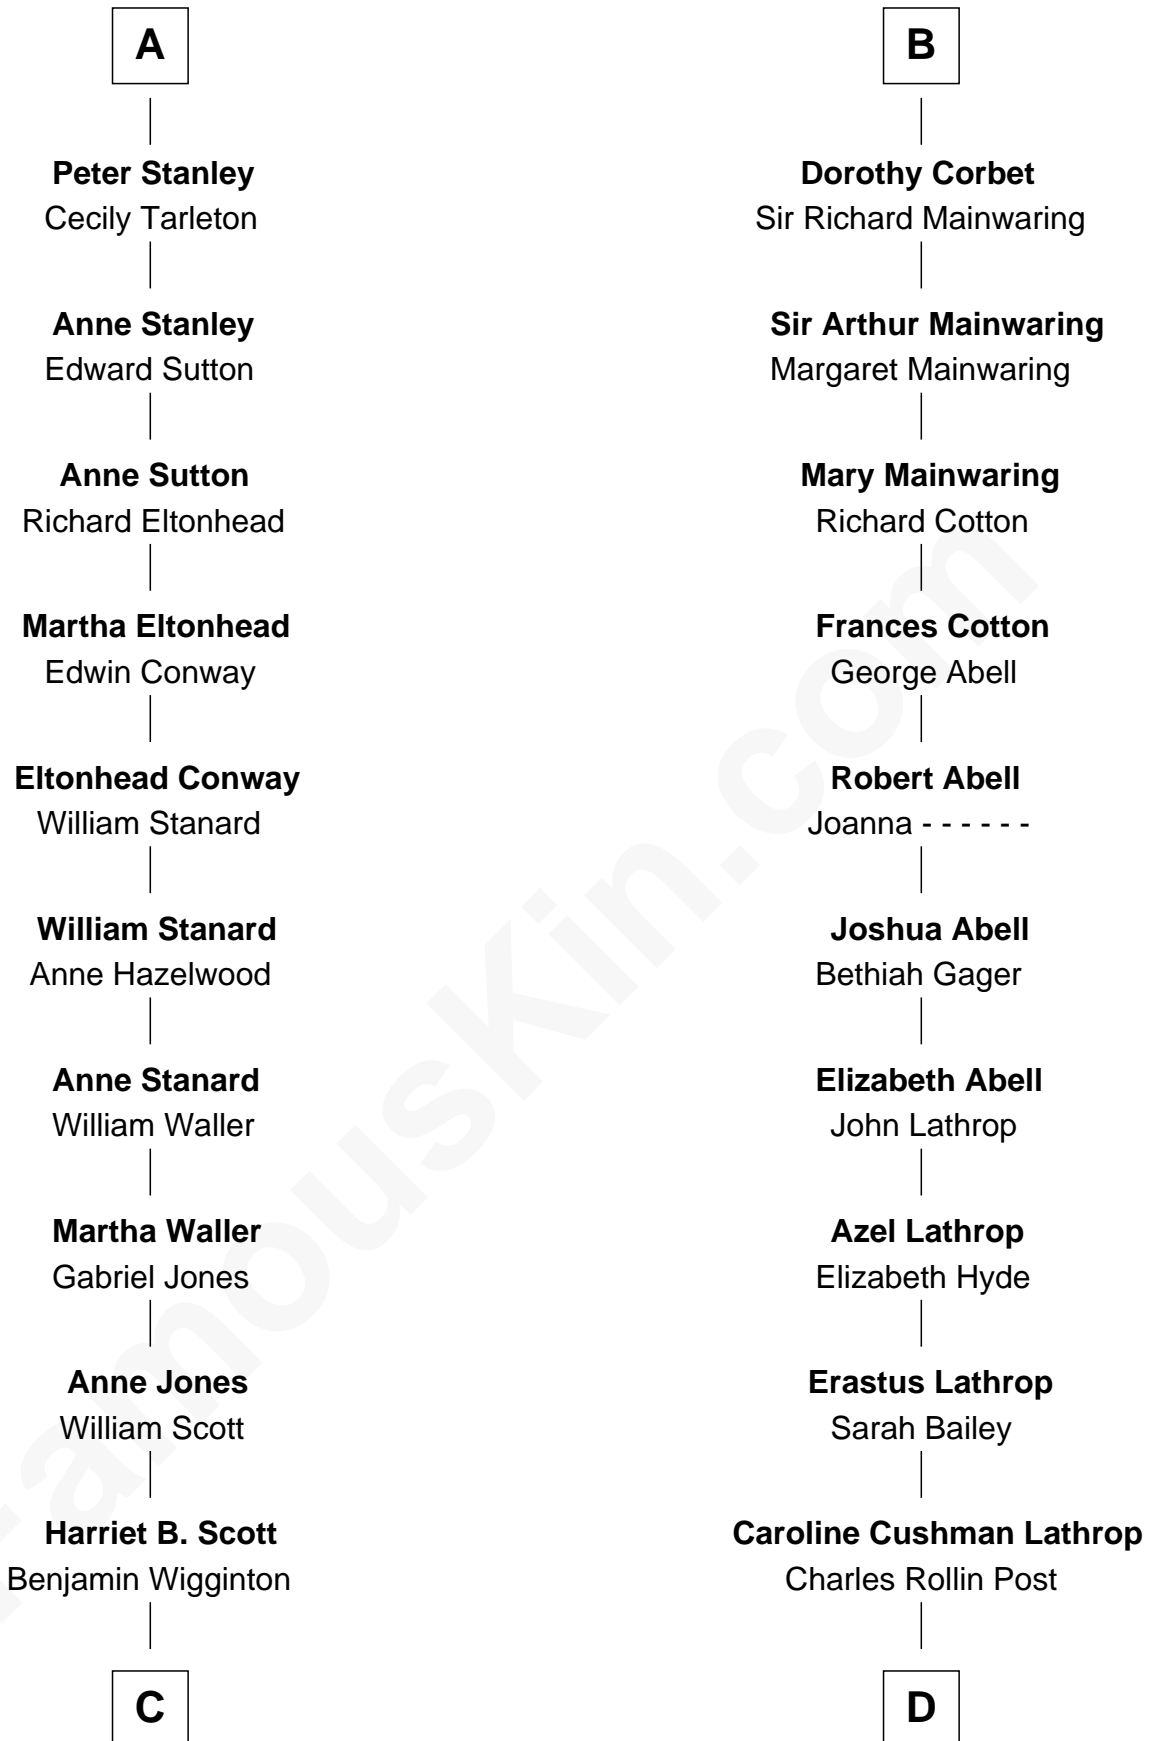 A
Peter Stanley
Cecily Tarleton
Anne Stanley
Edward Sutton
Anne Sutton
Richard Eltonhead
Martha Eltonhead
Edwin Conway
Eltonhead Conway
William Stanard
William Stanard
Anne Hazelwood
Anne Stanard
William Waller
Martha Waller
Gabriel Jones
Anne Jones
William Scott
Harriet B. Scott
Benjamin Wigginton
C
B
Dorothy Corbet
Sir Richard Mainwaring
Sir Arthur Mainwaring
Margaret Mainwaring
Mary Mainwaring
Richard Cotton
Frances Cotton
George Abell
Robert Abell
Joanna - - - - - -
Joshua Abell
Bethiah Gager
Elizabeth Abell
John Lathrop
Azel Lathrop
Elizabeth Hyde
Erastus Lathrop
Sarah Bailey
Caroline Cushman Lathrop
Charles Rollin Post
D
FamousKin.com